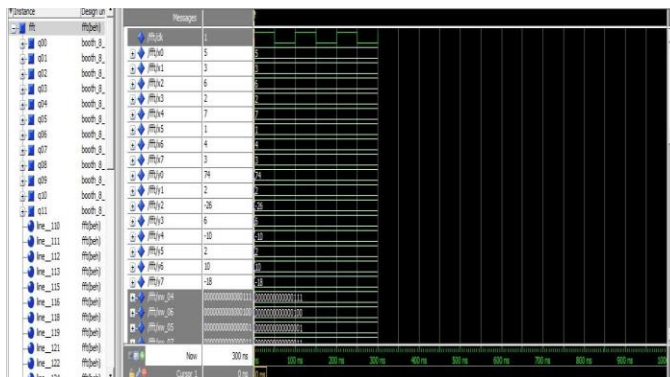 Instance Design un
Messages
fft fft(beh)
q00 booth_8_
q01 booth_8_
q02 booth_8_
q03 booth_8_
q04 booth_8_
q05 booth_8_
q06 booth_8_
q07 booth_8_
q08 booth_8_
q09 booth_8_
q10 booth_8_
q11 booth_8_
line__110 fft(beh)
line__111 fft(beh)
line__112 fft(beh)
line__113 fft(beh)
line__115 fft(beh)
line__116 fft(beh)
line__118 fft(beh)
line__119 fft(beh)
line__121 fft(beh)
line__122 fft(beh)
/fft/clk 1
/fft/x0 5 5
/fft/x1 3 3
/fft/x2 6 6
/fft/x3 2 2
/fft/x4 7 7
/fft/x5 1 1
/fft/x6 4 4
/fft/x7 3 3
/fft/y0 74 74
/fft/y1 2 2
/fft/y2 -26 -26
/fft/y3 6 6
/fft/y4 -10 -10
/fft/y5 2 2
/fft/y6 10 10
/fft/y7 -18 -18
Now 300 ns
100 ns 200 ns 300 ns 400 ns 500 ns 600 ns 700 ns 800 ns 900 ns
Cursor 1 0 ns 0 ns